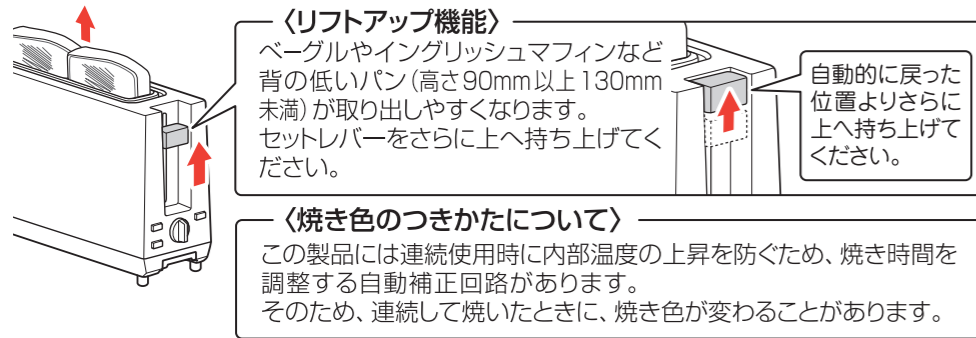 〈リフトアップ機能〉
ベーグルやイングリッシュマフィンなど
背の低いパン(高さ90mm以上130mm
未満)が取り出しやすくなります。
セットレバーをさらに上へ持ち上げてく
ださい。
自動的に戻った
位置よりさらに
上へ持ち上げて
ください。
〈焼き色のつきかたについて〉
この製品には連続使用時に内部温度の上昇を防ぐため、焼き時間を
調整する自動補正回路があります。
そのため、連続して焼いたときに、焼き色が変わることがあります。